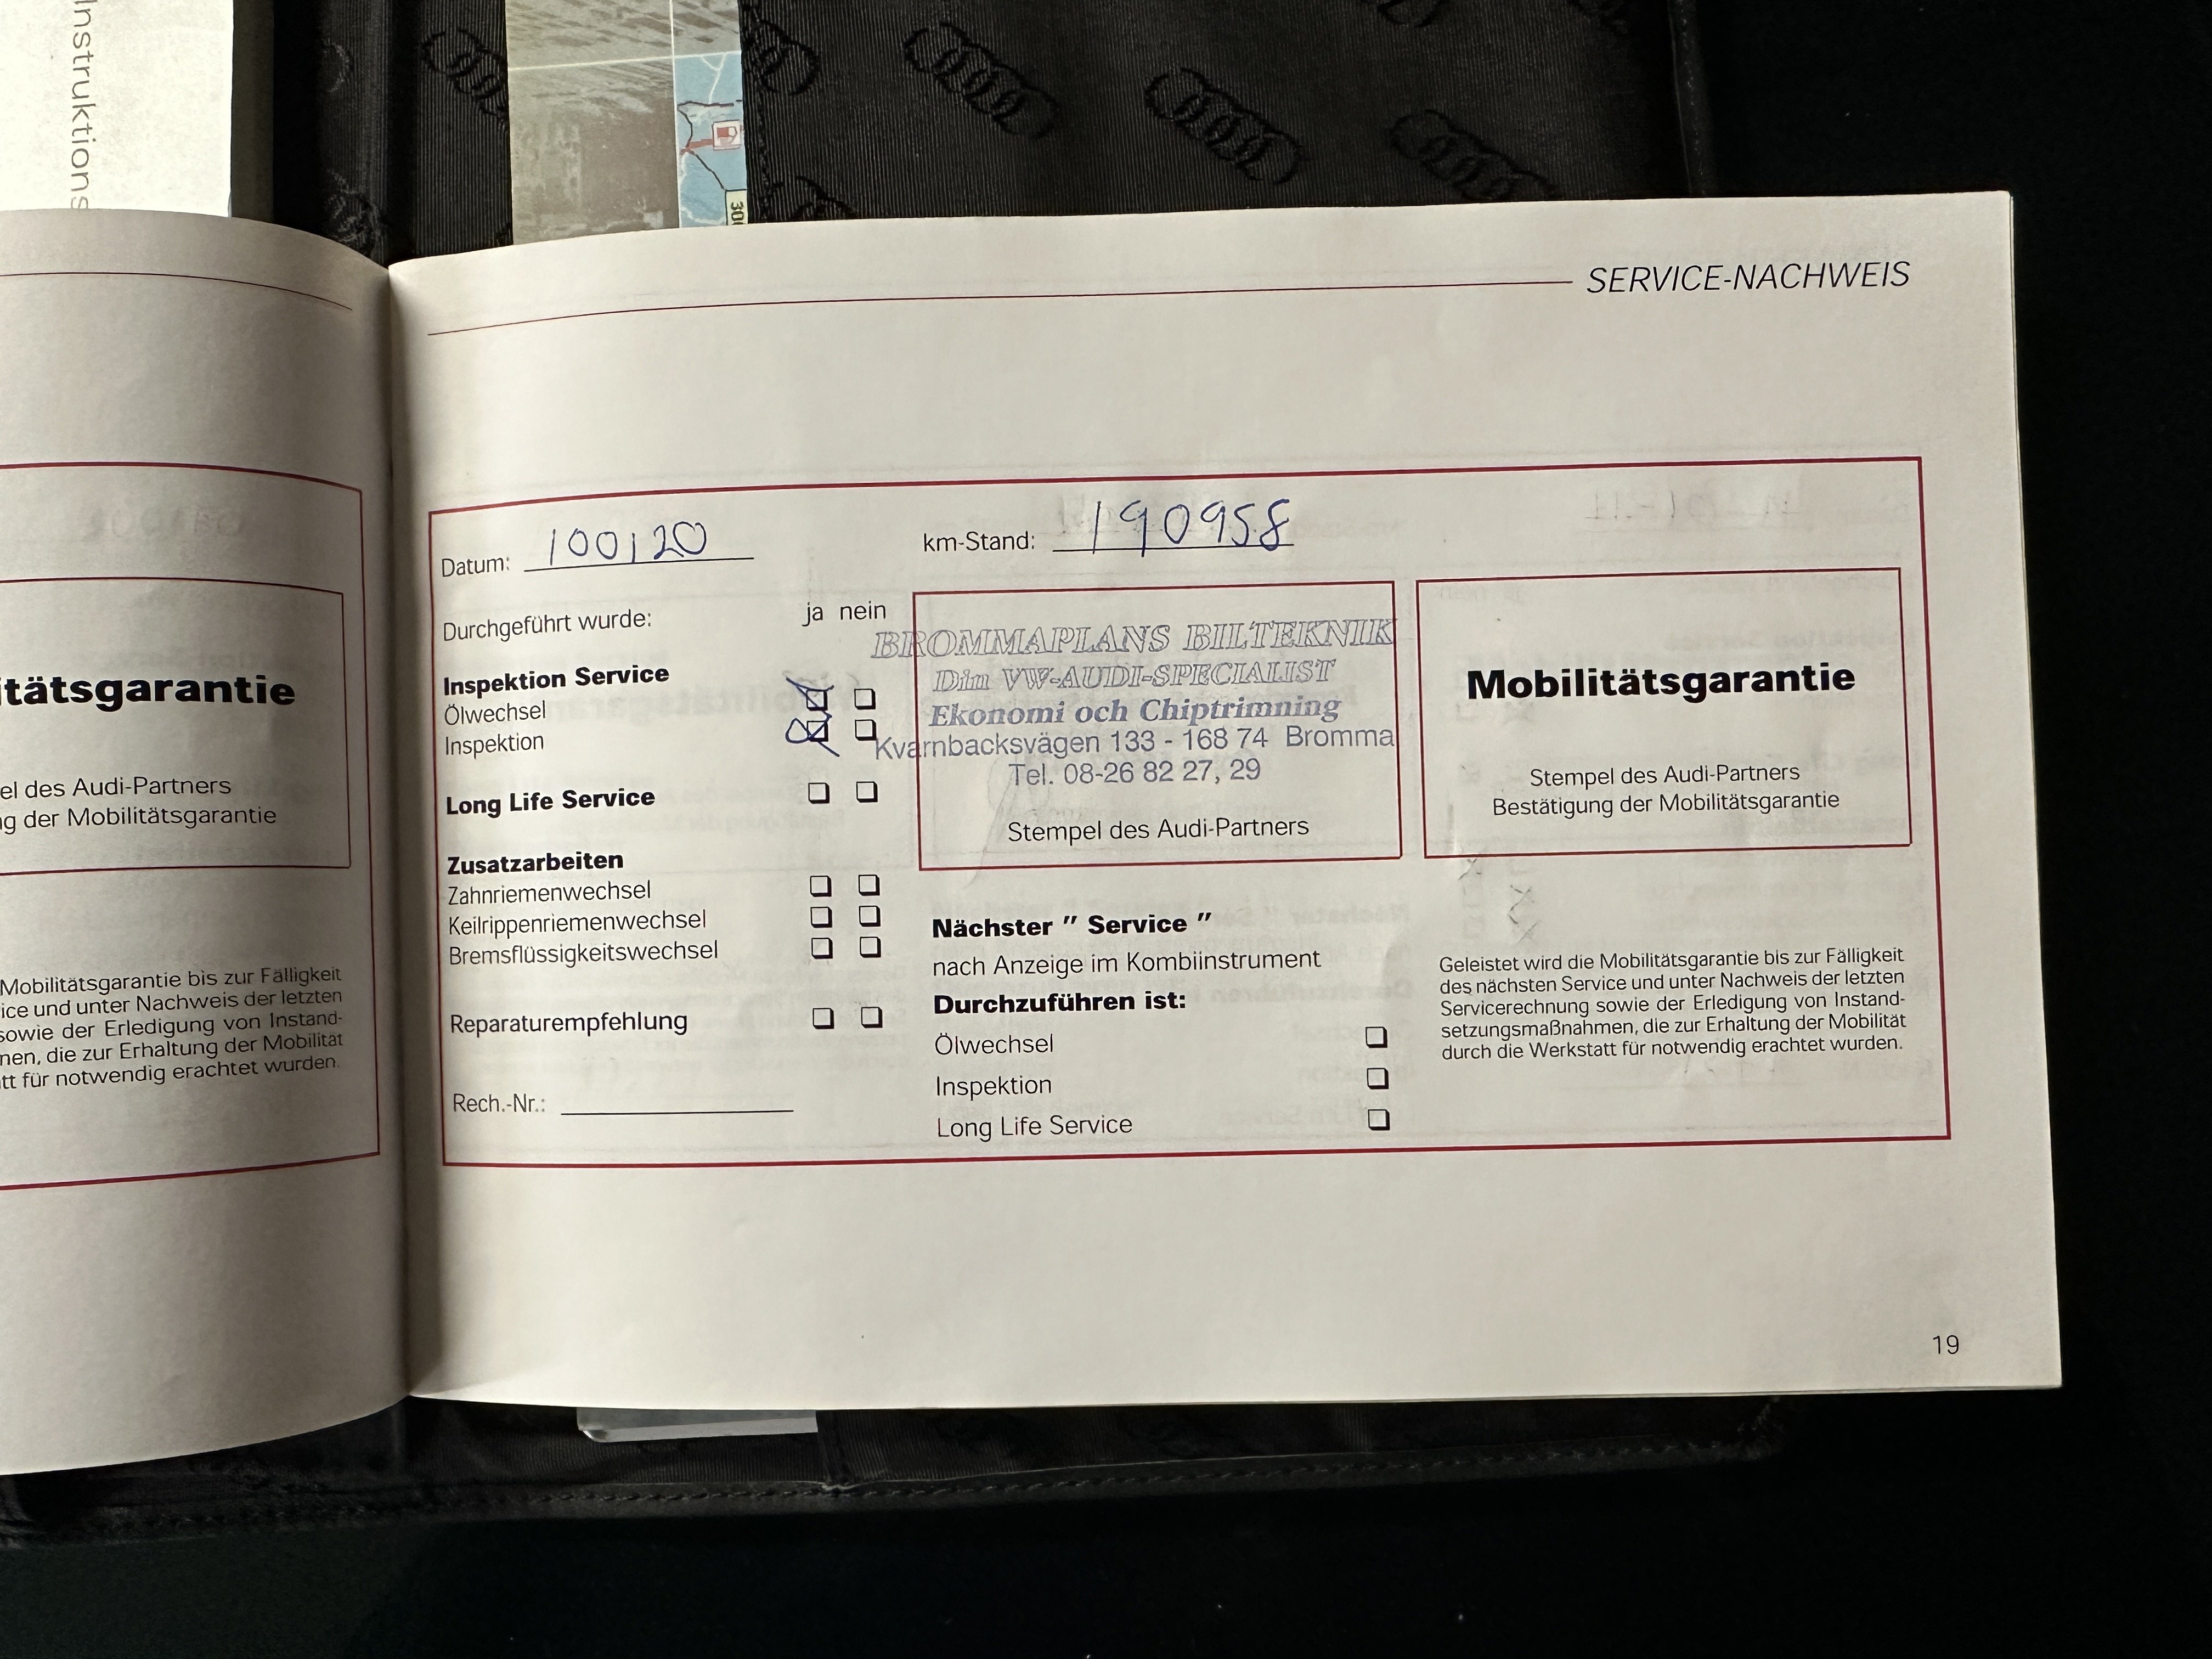 Instruktions
300
itätsgarantie
el des Audi-Partners
g der Mobilitätsgarantie
Mobilitätsgarantie bis zur Fälligkeit
ice und unter Nachweis der letzten
sowie der Erledigung von Instand-
nen, die zur Erhaltung der Mobilität
tt für notwendig erachtet wurden.
SERVICE-NACHWEIS
Datum: 100120
km-Stand: 190958
Durchgeführt wurde: ja nein
Inspektion Service
Ölwechsel
Inspektion
Long Life Service
Zusatzarbeiten
Zahnriemenwechsel
Keilrippenriemenwechsel
Bremsflüssigkeitswechsel
Reparaturempfehlung
Rech.-Nr.:
BROMMAPLANS BILTEKNIK
Din VW-AUDI-SPECIALIST
Ekonomi och Chiptrimning
Kvarnbacksvägen 133 - 168 74 Bromma
Tel. 08-26 82 27, 29
Stempel des Audi-Partners
Nächster " Service "
nach Anzeige im Kombiinstrument
Durchzuführen ist:
Ölwechsel
Inspektion
Long Life Service
Mobilitätsgarantie
Stempel des Audi-Partners
Bestätigung der Mobilitätsgarantie
Geleistet wird die Mobilitätsgarantie bis zur Fälligkeit
des nächsten Service und unter Nachweis der letzten
Servicerechnung sowie der Erledigung von Instand-
setzungsmaßnahmen, die zur Erhaltung der Mobilität
durch die Werkstatt für notwendig erachtet wurden.
19